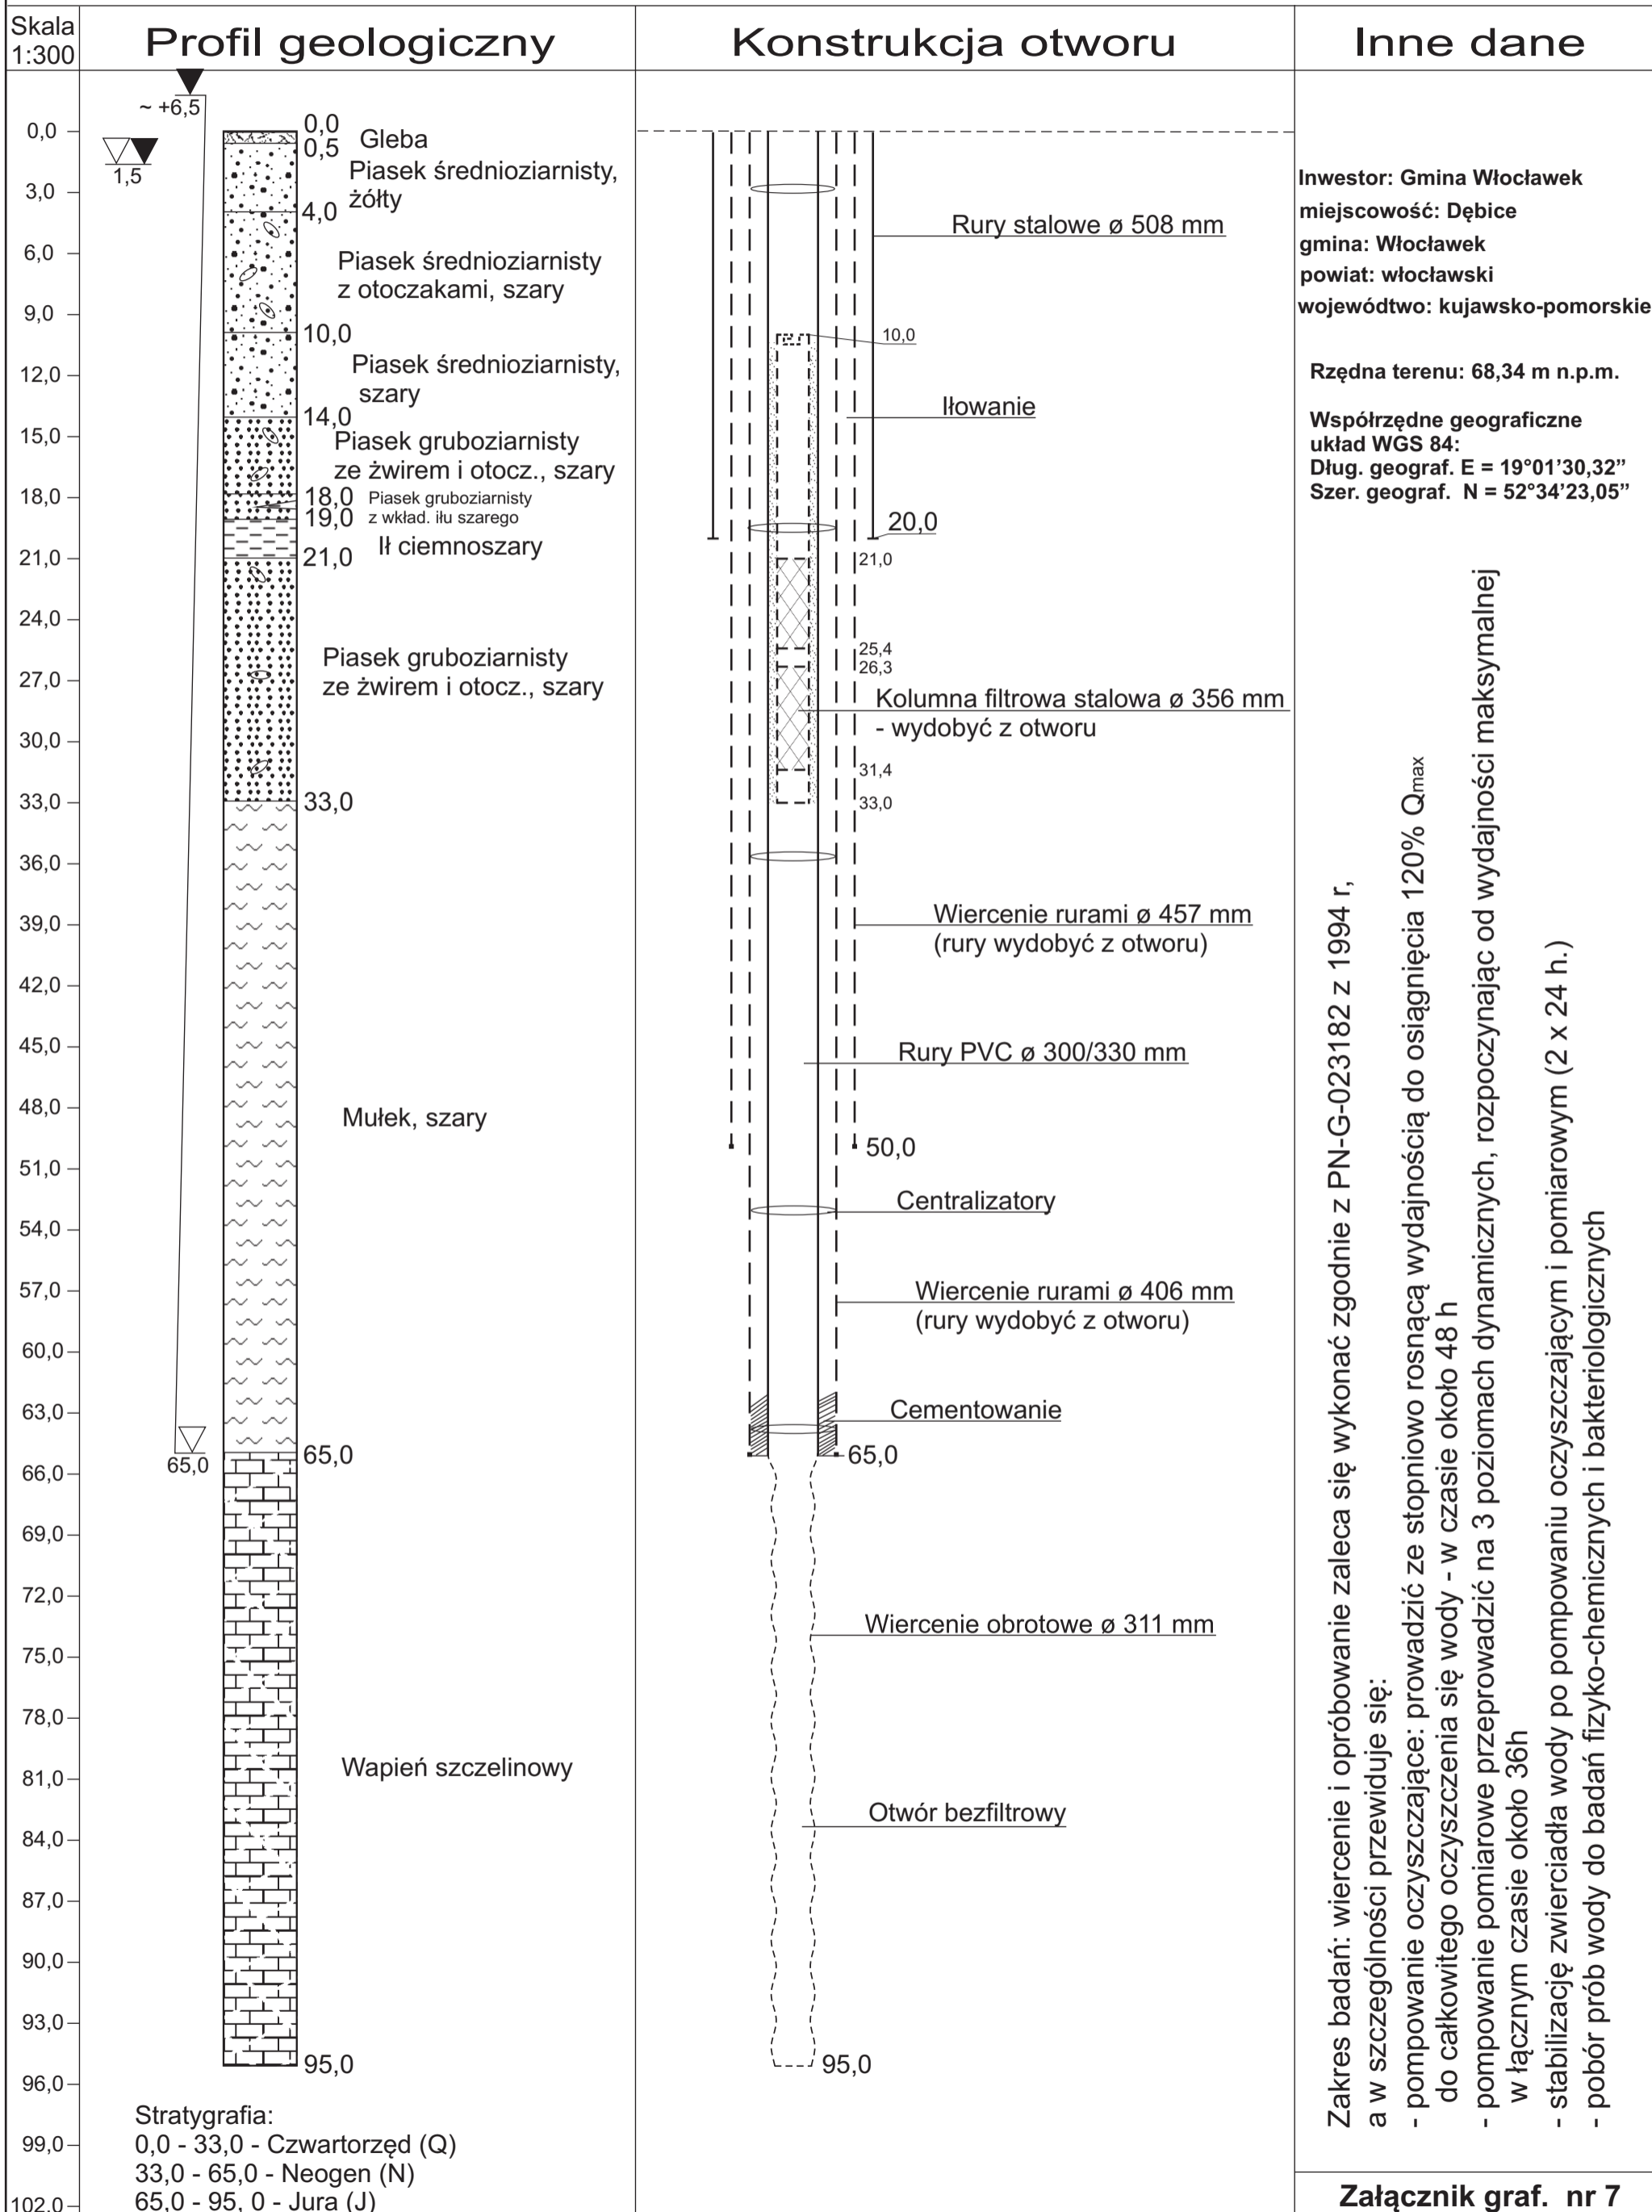 Skala
1:300
Profil geologiczny
Konstrukcja otworu
Inne dane
0,0
3,0
6,0
9,0
12,0
15,0
18,0
21,0
24,0
27,0
30,0
33,0
36,0
39,0
42,0
45,0
48,0
51,0
54,0
57,0
60,0
63,0
66,0
69,0
72,0
75,0
78,0
81,0
84,0
87,0
90,0
93,0
96,0
99,0
102,0
~ +6,5
1,5
65,0
0,0
0,5
Gleba
Piasek średnioziarnisty,
żółty
4,0
Piasek średnioziarnisty
z otoczakami, szary
10,0
Piasek średnioziarnisty,
szary
14,0
Piasek gruboziarnisty
ze żwirem i otocz., szary
18,0 Piasek gruboziarnisty
19,0 z wkład. iłu szarego
Ił ciemnoszary
21,0
Piasek gruboziarnisty
ze żwirem i otocz., szary
33,0
Mułek, szary
65,0
Wapień szczelinowy
95,0
Stratygrafia:
0,0 - 33,0 - Czwartorzęd (Q)
33,0 - 65,0 - Neogen (N)
65,0 - 95, 0 - Jura (J)
Rury stalowe ø 508 mm
10,0
Iłowanie
20,0
21,0
25,4
26,3
Kolumna filtrowa stalowa ø 356 mm
- wydobyć z otworu
31,4
33,0
Wiercenie rurami ø 457 mm
(rury wydobyć z otworu)
Rury PVC ø 300/330 mm
50,0
Centralizatory
Wiercenie rurami ø 406 mm
(rury wydobyć z otworu)
Cementowanie
65,0
Wiercenie obrotowe ø 311 mm
Otwór bezfiltrowy
95,0
Inwestor: Gmina Włocławek
miejscowość: Dębice
gmina: Włocławek
powiat: włocławski
wojewódtwo: kujawsko-pomorskie
Rzędna terenu: 68,34 m n.p.m.
Współrzędne geograficzne
układ WGS 84:
Dług. geograf. E = 19°01’30,32”
Szer. geograf. N = 52°34’23,05”
Zakres badań: wiercenie i opróbowanie zaleca się wykonać zgodnie z PN-G-023182 z 1994 r,
a w szczególności przewiduje się:
- pompowanie oczyszczające: prowadzić ze stopniowo rosnącą wydajnością do osiągnięcia 120% Qmax
do całkowitego oczyszczenia się wody - w czasie około 48 h
- pompowanie pomiarowe przeprowadzić na 3 poziomach dynamicznych, rozpoczynając od wydajności maksymalnej
w łącznym czasie około 36h
- stabilizację zwierciadła wody po pompowaniu oczyszczającym i pomiarowym (2 x 24 h.)
- pobór prób wody do badań fizyko-chemicznych i bakteriologicznych
Załącznik graf. nr 7